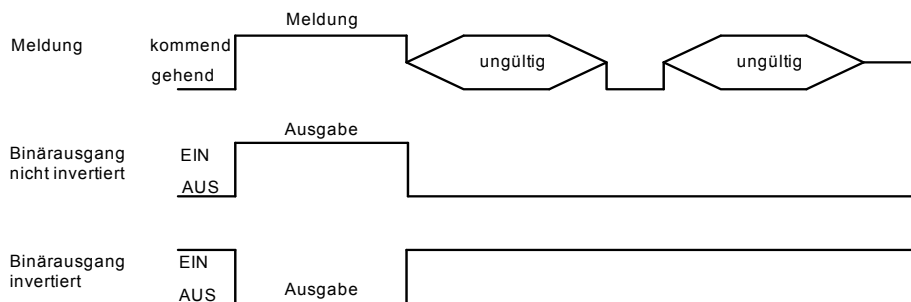 Meldung
Meldung
kommend
gehend
ungültig
ungültig
Ausgabe
Binärausgang
nicht invertiert
EIN
AUS
Binärausgang
invertiert
EIN
AUS
Ausgabe